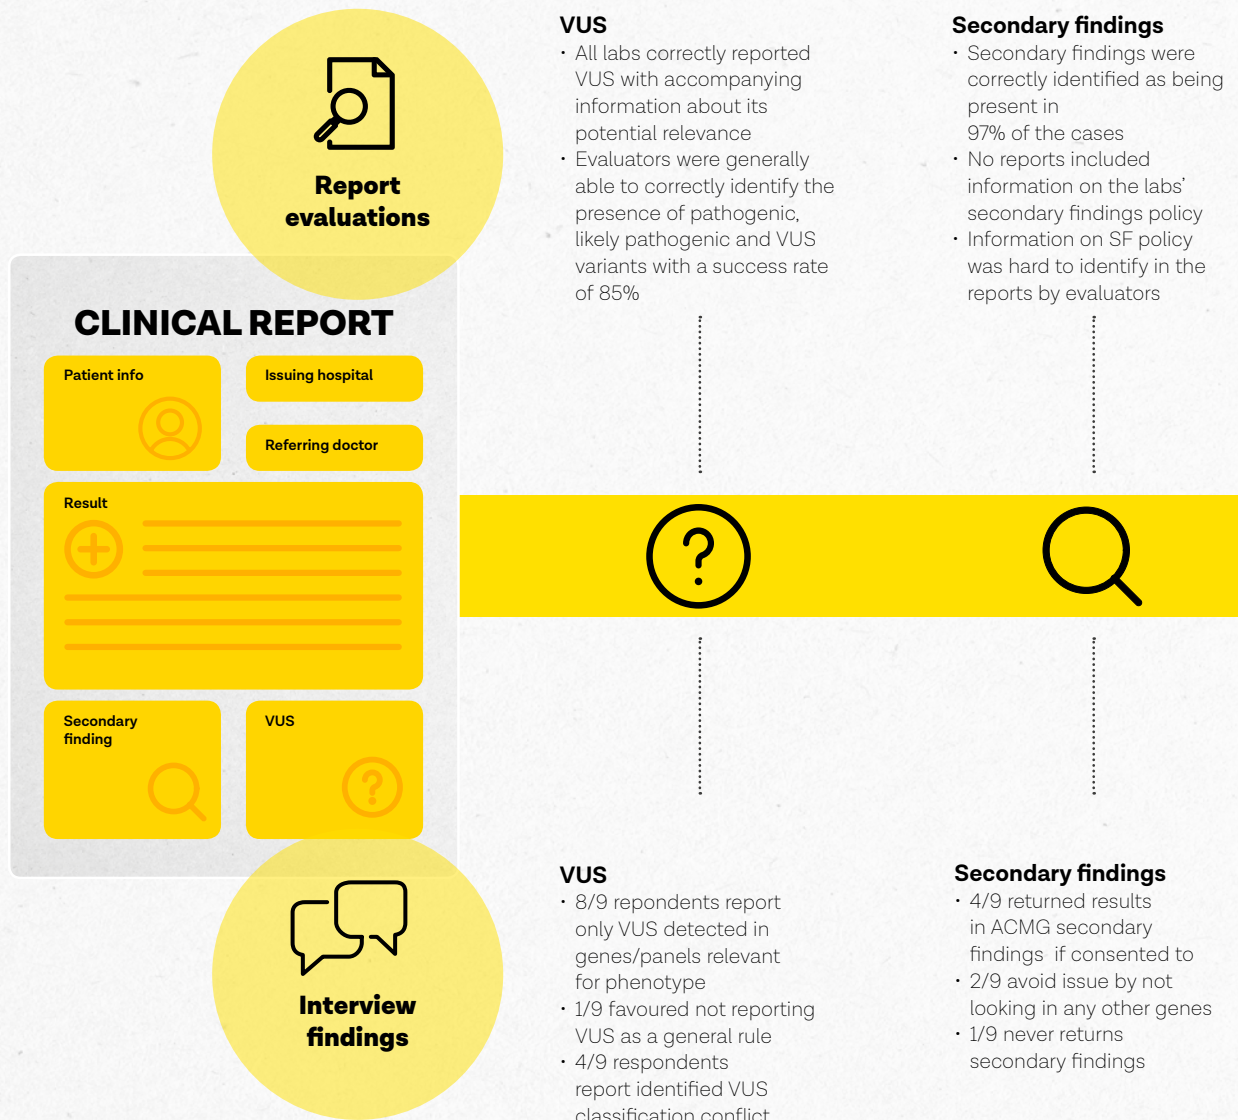 Report
evaluations
VUS
• All labs correctly reported
VUS with accompanying
information about its
potential relevance
• Evaluators were generally
able to correctly identify the
presence of pathogenic,
likely pathogenic and VUS
variants with a success rate
of 85%
Secondary findings
• Secondary findings were
correctly identified as being
present in
97% of the cases
• No reports included
information on the labs’
secondary findings policy
• Information on SF policy
was hard to identify in the
reports by evaluators
CLINICAL REPORT
Patient info
Issuing hospital
Referring doctor
Result
Secondary
finding
VUS
Interview
findings
VUS
• 8/9 repondents report
only VUS detected in
genes/panels relevant
for phenotype
• 1/9 favoured not reporting
VUS as a general rule
• 4/9 respondents
report identified VUS
classification conflict
Secondary findings
• 4/9 returned results
in ACMG secondary
findings if consented to
• 2/9 avoid issue by not
looking in any other genes
• 1/9 never returns
secondary findings